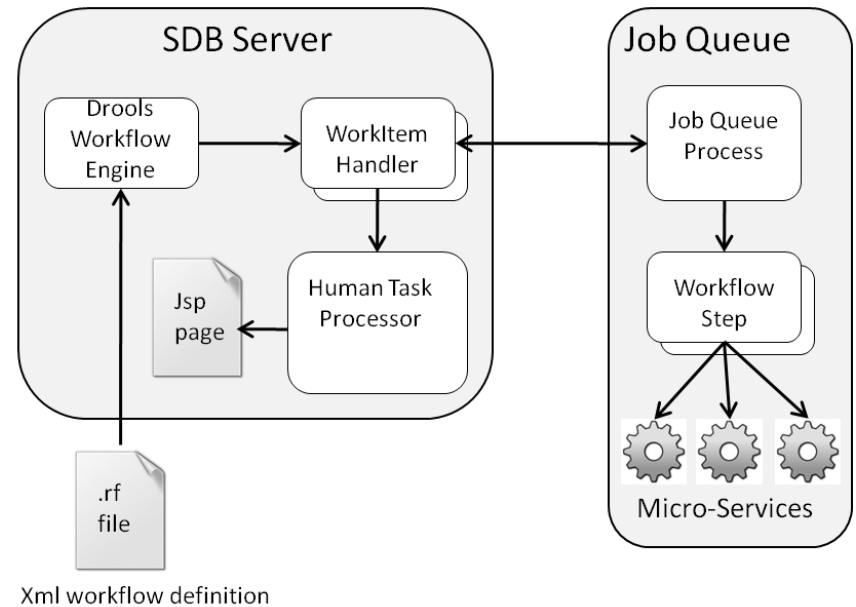 SDB Server
Drools
Workflow
Engine
WorkItem
Handler
Jsp
page
Human Task
Processor
.rf
file
Xml workflow definition
Job Queue
Job Queue
Process
Workflow
Step
Micro-Services